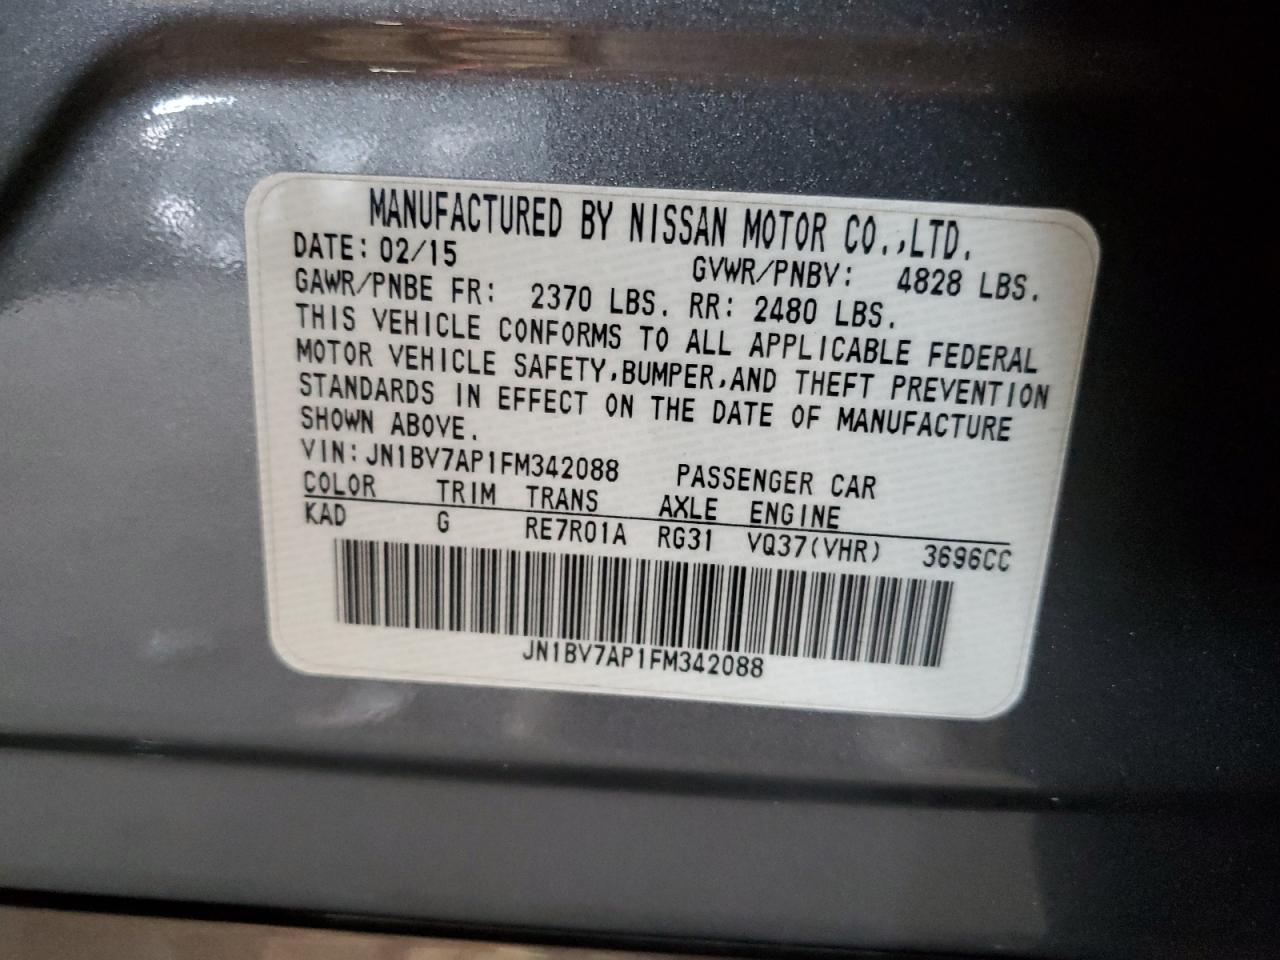 MANUFACTURED BY NISSAN MOTOR CO.,LTD.
DATE: 02/15 GVWR/PNBV: 4828 LBS.
GAWR/PNBE FR: 2370 LBS. RR: 2480 LBS.
THIS VEHICLE CONFORMS TO ALL APPLICABLE FEDERAL
MOTOR VEHICLE SAFETY,BUMPER,AND THEFT PREVENTION
STANDARDS IN EFFECT ON THE DATE OF MANUFACTURE
SHOWN ABOVE.
VIN: JN1BV7AP1FM342088 PASSENGER CAR
COLOR TRIM TRANS AXLE ENGINE
KAD G RE7R01A RG31 VQ37(VHR) 3696CC
JN1BV7AP1FM342088